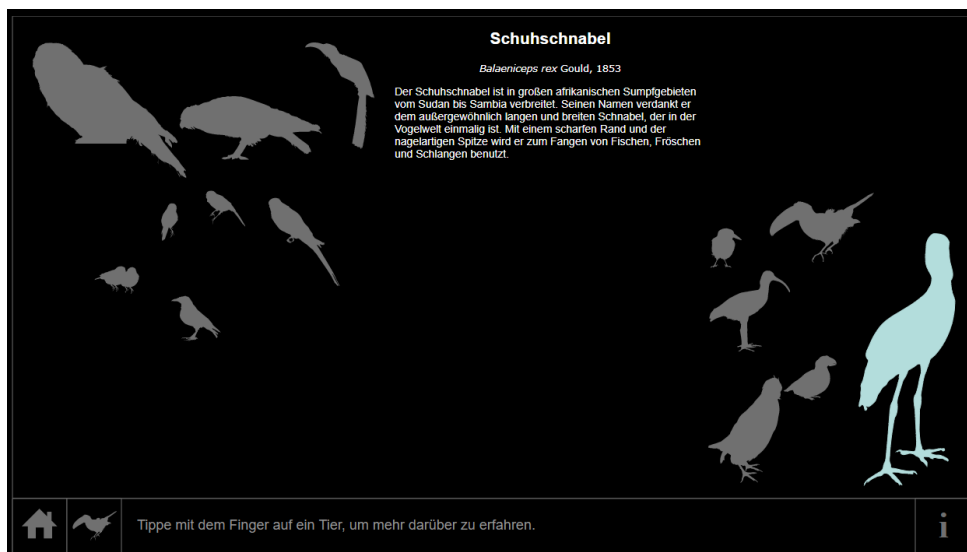 Schuhschnabel
Balaeniceps rex Gould, 1853
Der Schuhschnabel ist in großen afrikanischen Sumpfgebieten
vom Sudan bis Sambia verbreitet. Seinen Namen verdankt er
dem außergewöhnlich langen und breiten Schnabel, der in der
Vogelwelt einmalig ist. Mit einem scharfen Rand und der
nagelartigen Spitze wird er zum Fangen von Fischen, Fröschen
und Schlangen benutzt.
Tippe mit dem Finger auf ein Tier, um mehr darüber zu erfahren.
i